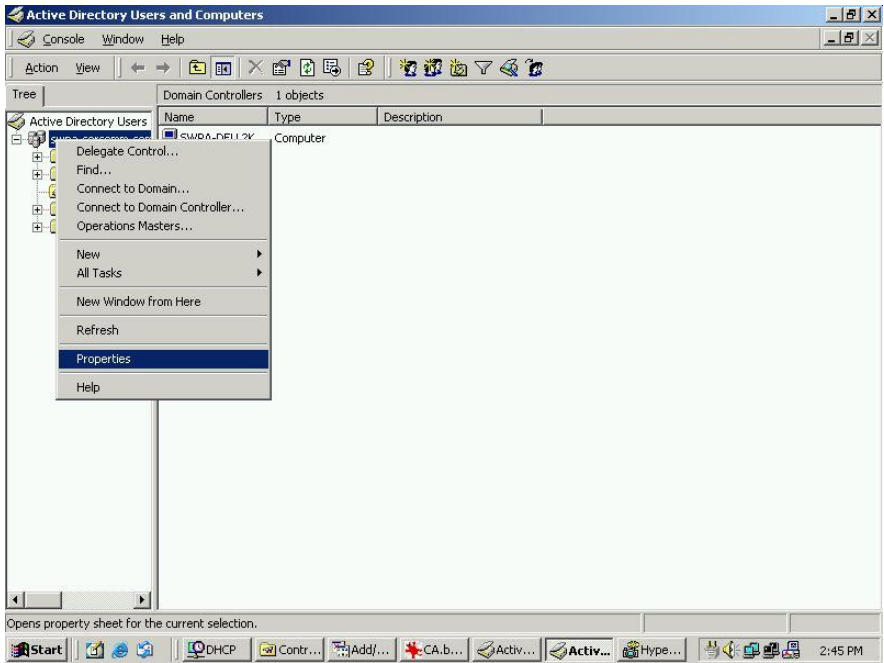 Active Directory Users and Computers
Console Window Help
Action View
Tree
Domain Controllers 1 objects
Active Directory Users
Name Type Description
Computer
Delegate Control...
Find...
Connect to Domain...
Connect to Domain Controller...
Operations Masters...
New
All Tasks
New Window from Here
Refresh
Properties
Help
Opens property sheet for the current selection.
Start DHCP Contr... Add/... CA.b... Activ... Activ... Hype... 2:45 PM